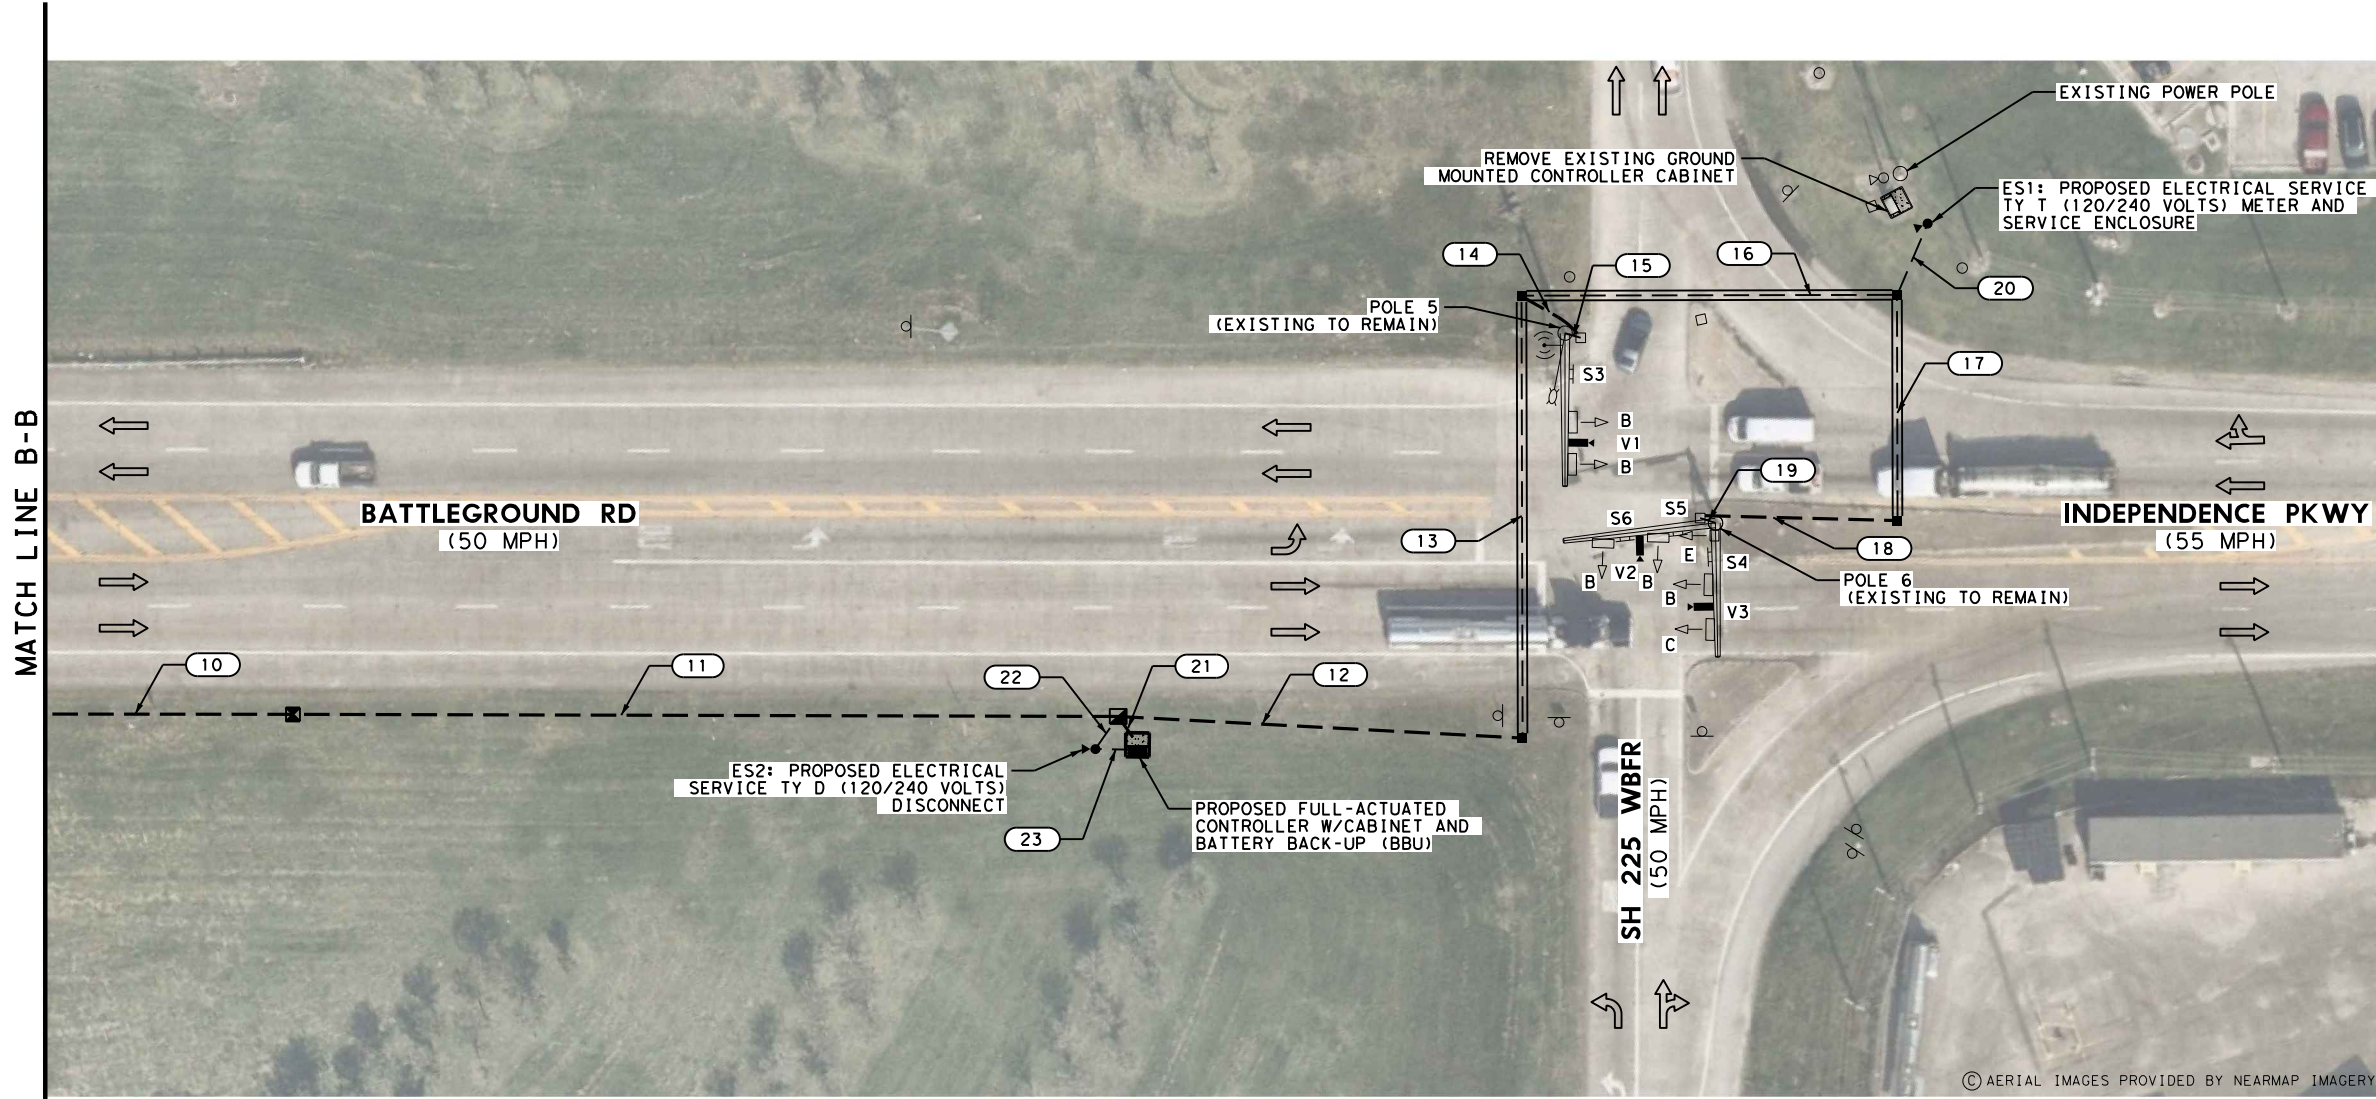 EXISTING POWER POLE
REMOVE EXISTING GROUND
MOUNTED CONTROLLER CABINET
ES1: PROPOSED ELECTRICAL SERVICE
TY T (120/240 VOLTS) METER AND
SERVICE ENCLOSURE
14
15
16
20
POLE 5
(EXISTING TO REMAIN)
17
S3
B
V1
B
MATCH LINE B-B
BATTLEGROUND RD
(50 MPH)
13
19
S5
S6
INDEPENDENCE PKWY
(55 MPH)
18
E
S4
B
V2
B
B
V3
C
POLE 6
(EXISTING TO REMAIN)
10
11
22
21
12
ES2: PROPOSED ELECTRICAL
SERVICE TY D (120/240 VOLTS)
DISCONNECT
23
PROPOSED FULL-ACTUATED
CONTROLLER W/CABINET AND
BATTERY BACK-UP (BBU)
SH 225 WBFR
(50 MPH)
© AERIAL IMAGES PROVIDED BY NEARMAP IMAGERY